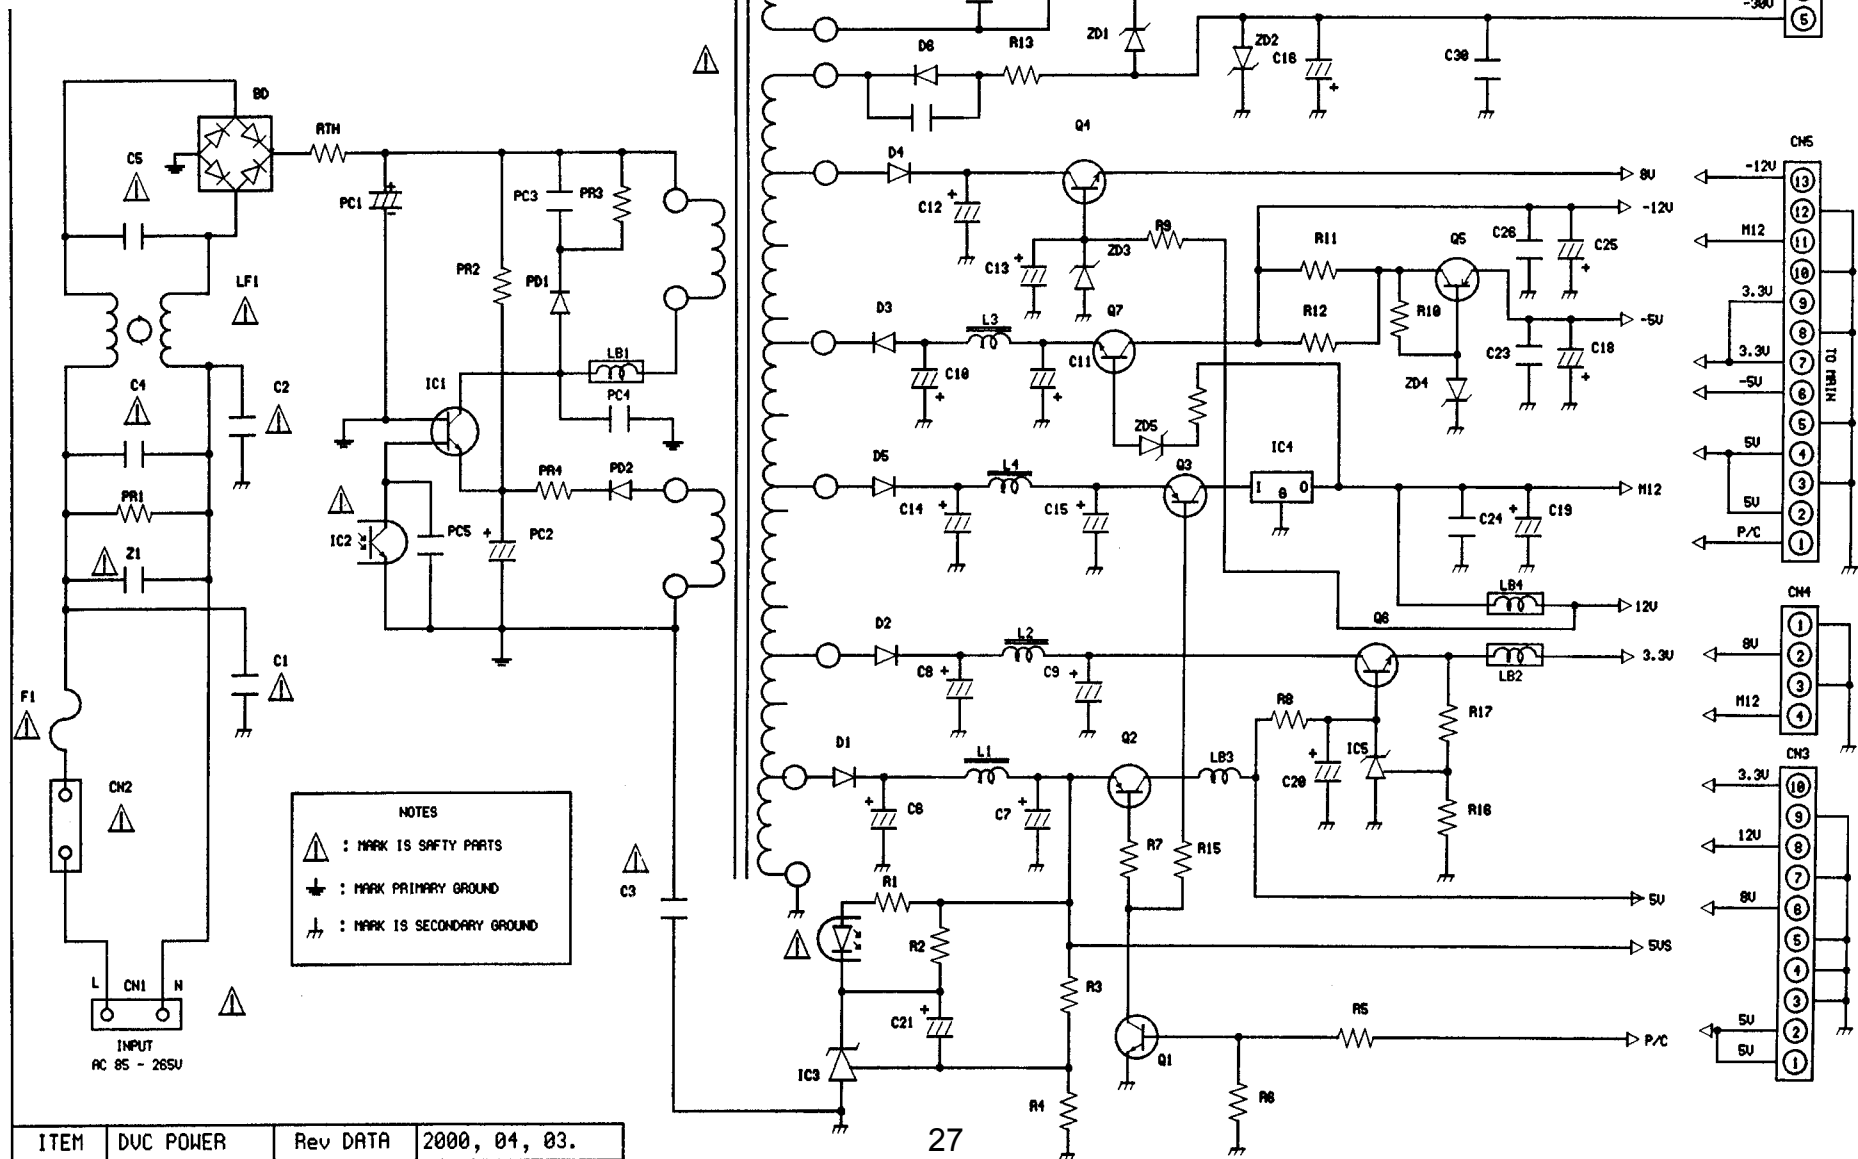 -30V
5
D6
R13
ZD1
ZD2
C16
+
C30
BD
RTH
C5
Q4
CN5
D4
8V
-12V
13
PC1
+
-
PC3
PR3
C12
+
-12V
12
R9
C26
C25
+
M12
11
LF1
PR2
PD1
C13
+
ZD3
R11
Q5
10
3.3V
9
D3
L3
Q7
R12
R10
-5V
8
LB1
C10
+
C11
+
C23
C18
+
3.3V
7
TO MAIN
C4
C2
IC1
PC4
ZD4
-5V
6
ZD5
5
IC4
D5
L4
Q3
5V
4
PR4
PD2
I
G
O
M12
3
PR1
C14
+
C15
+
C24
C19
+
5V
2
IC2
PC5
PC2
+
P/C
1
Z1
LB4
CN4
12V
D2
L2
Q6
1
C1
C8
+
C9
+
3.3V
LB2
8V
2
3
F1
R8
R17
M12
4
D1
L1
Q2
LB3
IC5
CN3
CN2
C6
+
C7
+
C20
+
3.3V
10
NOTES
R16
9
: MARK IS SAFTY PARTS
R7
R15
12V
8
: MARK PRIMARY GROUND
C3
R1
7
: MARK IS SECONDARY GROUND
5V
8V
6
R2
5VS
5
4
L
CN1
N
R3
3
C21
+
R5
5V
2
INPUT
AC 85 - 265V
IC3
Q1
P/C
5V
1
R4
R6
ITEM
DVC POWER
Rev DATA
2000, 04, 03.
27